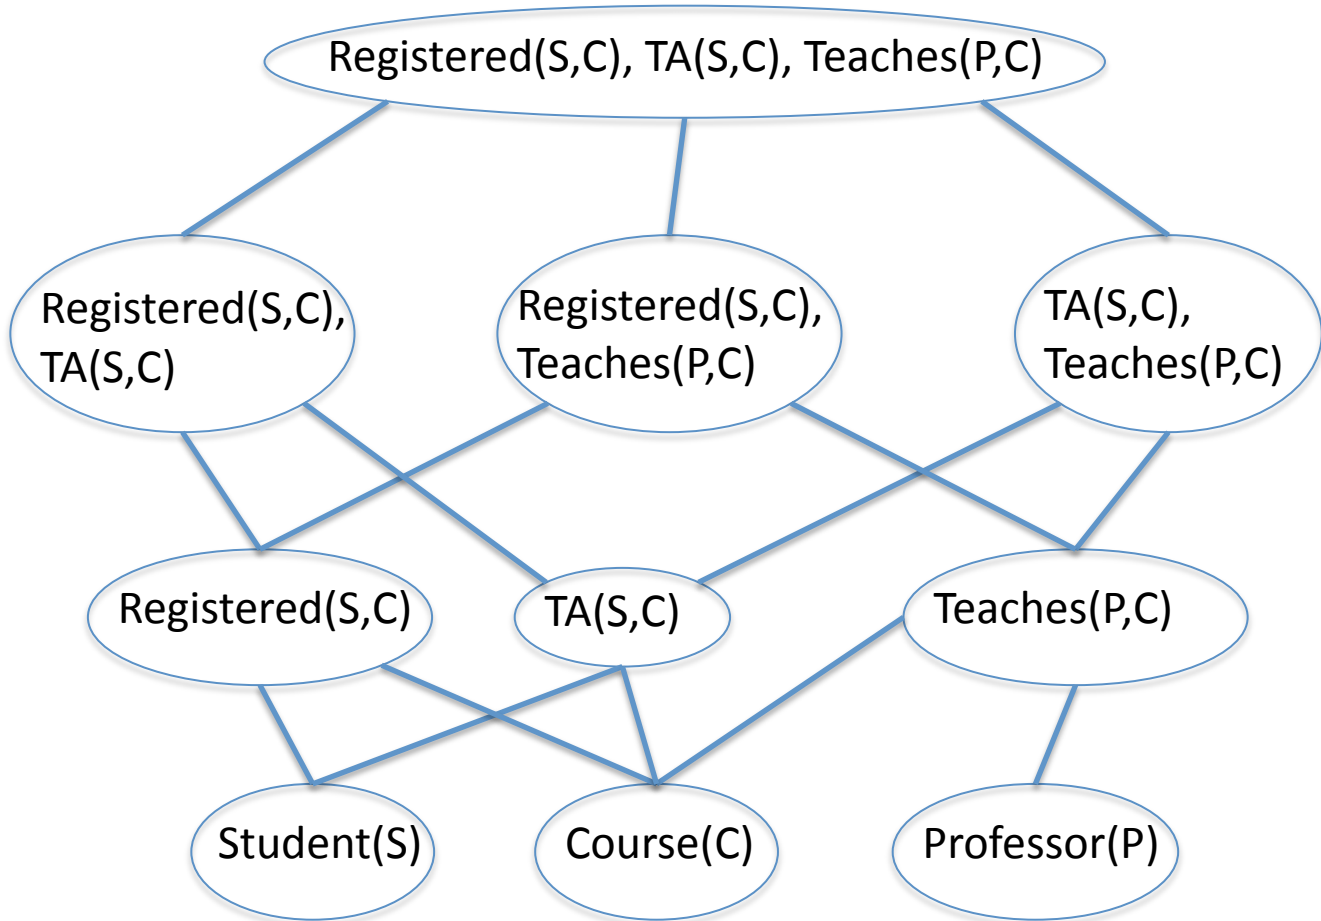 Registered(S,C), TA(S,C), Teaches(P,C)
Registered(S,C),
TA(S,C)
Registered(S,C),
Teaches(P,C)
TA(S,C),
Teaches(P,C)
Registered(S,C)
TA(S,C)
Teaches(P,C)
Student(S)
Course(C)
Professor(P)